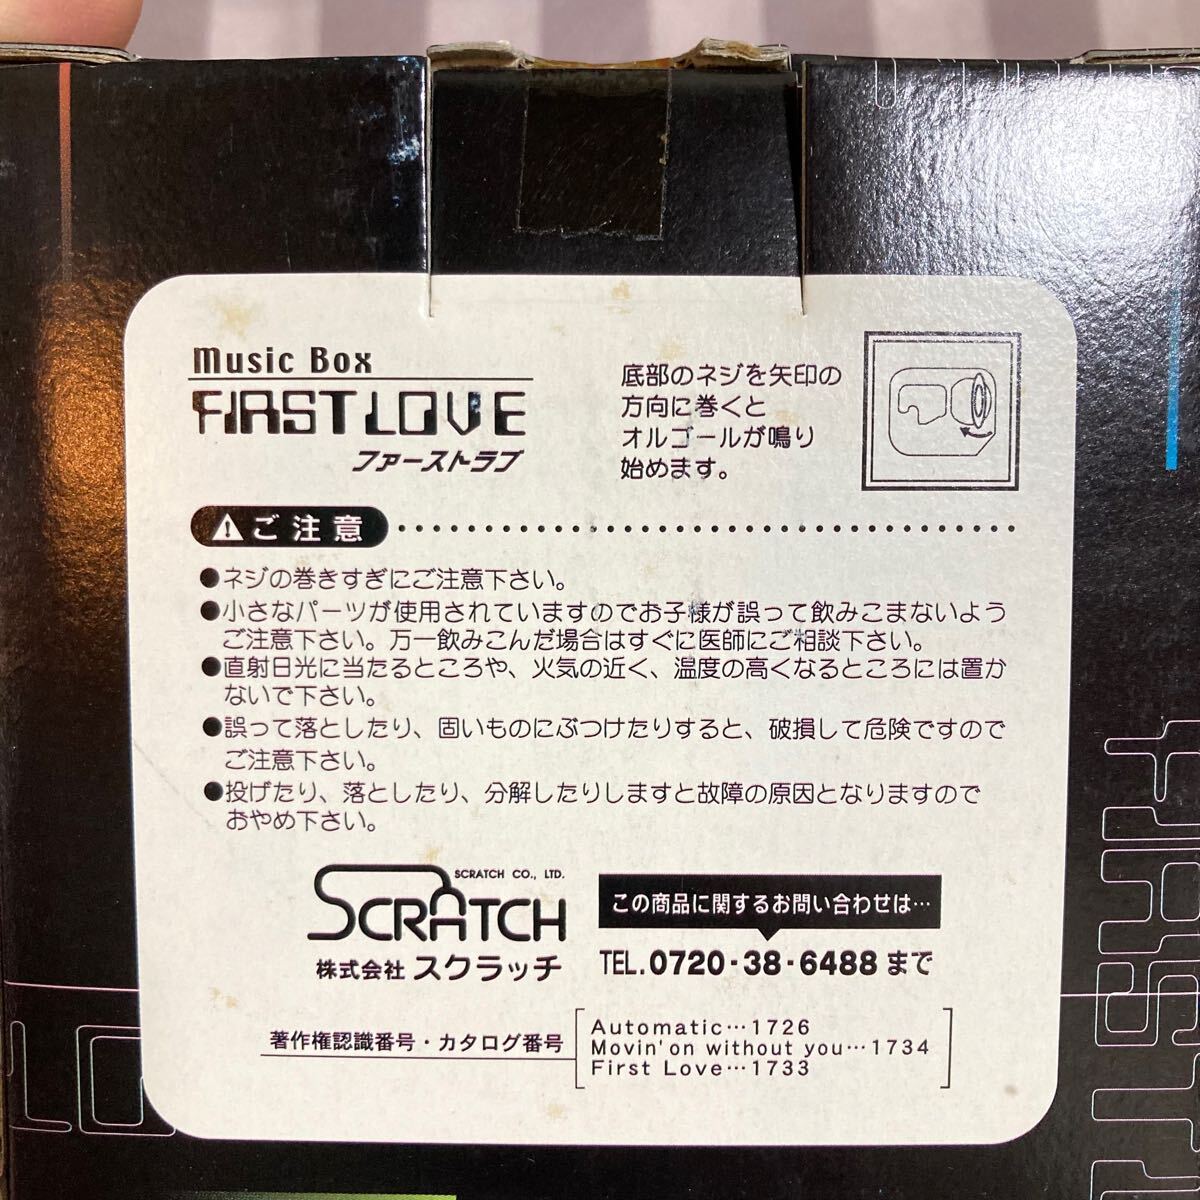 Music Box
FIRST LOVE
ファーストラブ
底部のネジを矢印の
方向に巻くと
オルゴールが鳴り
始めます。
ご注意
●ネジの巻きすぎにご注意下さい。
●小さなパーツが使用されていますのでお子様が誤って飲みこまないよう
ご注意下さい。万一飲みこんだ場合はすぐに医師にご相談下さい。
●直射日光に当たるところや、火気の近く、温度の高くなるところには置か
ないで下さい。
●誤って落としたり、固いものにぶつけたりすると、破損して危険ですので
ご注意下さい。
●投げたり、落としたり、分解したりしますと故障の原因となりますので
おやめ下さい。
SCRATCH CO., LTD.
SCRATCH
株式会社 スクラッチ
この商品に関するお問い合わせは…
TEL.0720-38-6488まで
著作権認識番号・カタログ番号
Automatic…1726
Movin' on without you…1734
First Love…1733